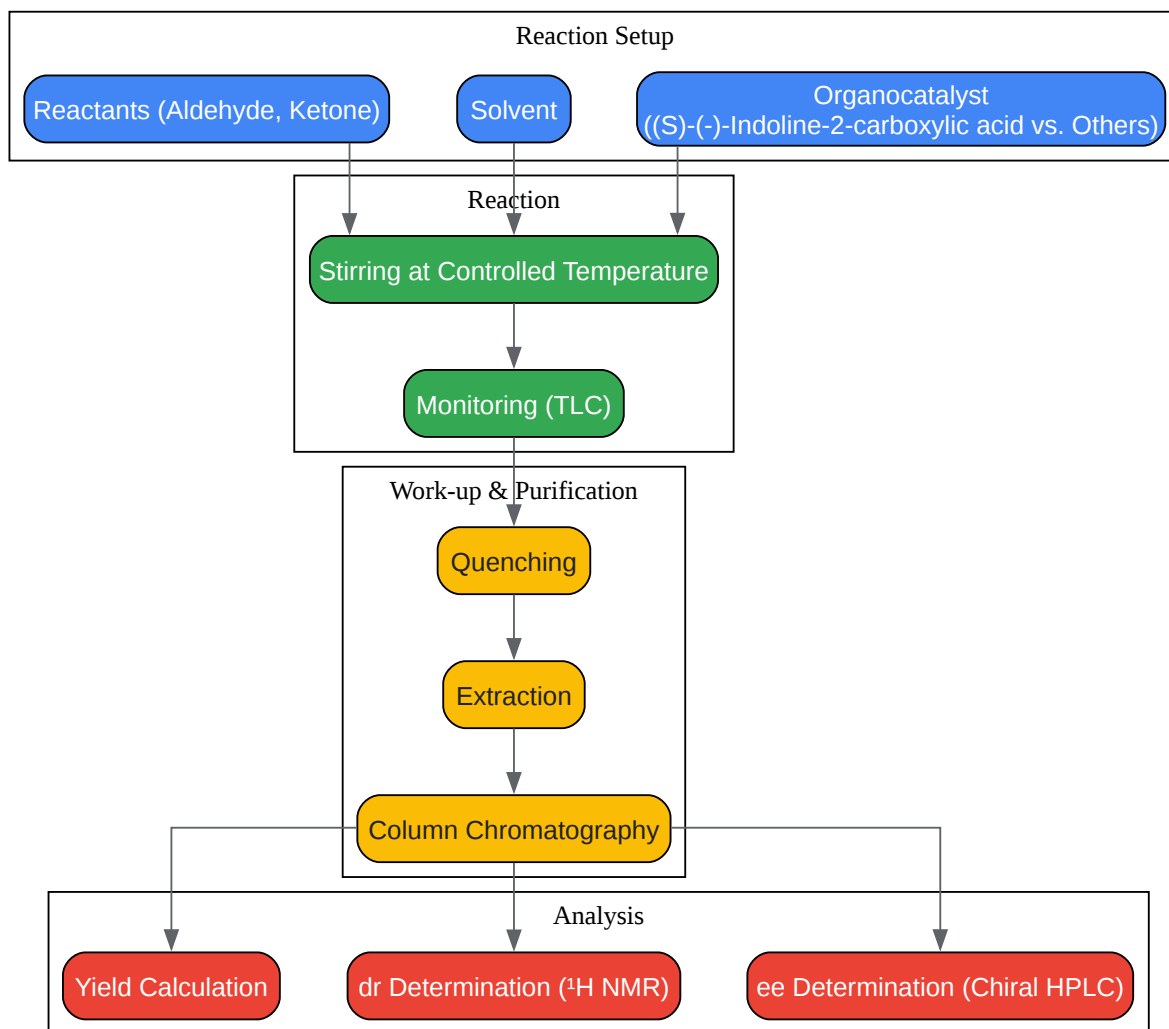 Reaction Setup
Reactants (Aldehyde, Ketone)
Solvent
Organocatalyst
((S)-(-)-Indoline-2-carboxylic acid vs. Others)
Reaction
Stirring at Controlled Temperature
Monitoring (TLC)
Work-up & Purification
Quenching
Extraction
Column Chromatography
Analysis
Yield Calculation
dr Determination (¹H NMR)
ee Determination (Chiral HPLC)